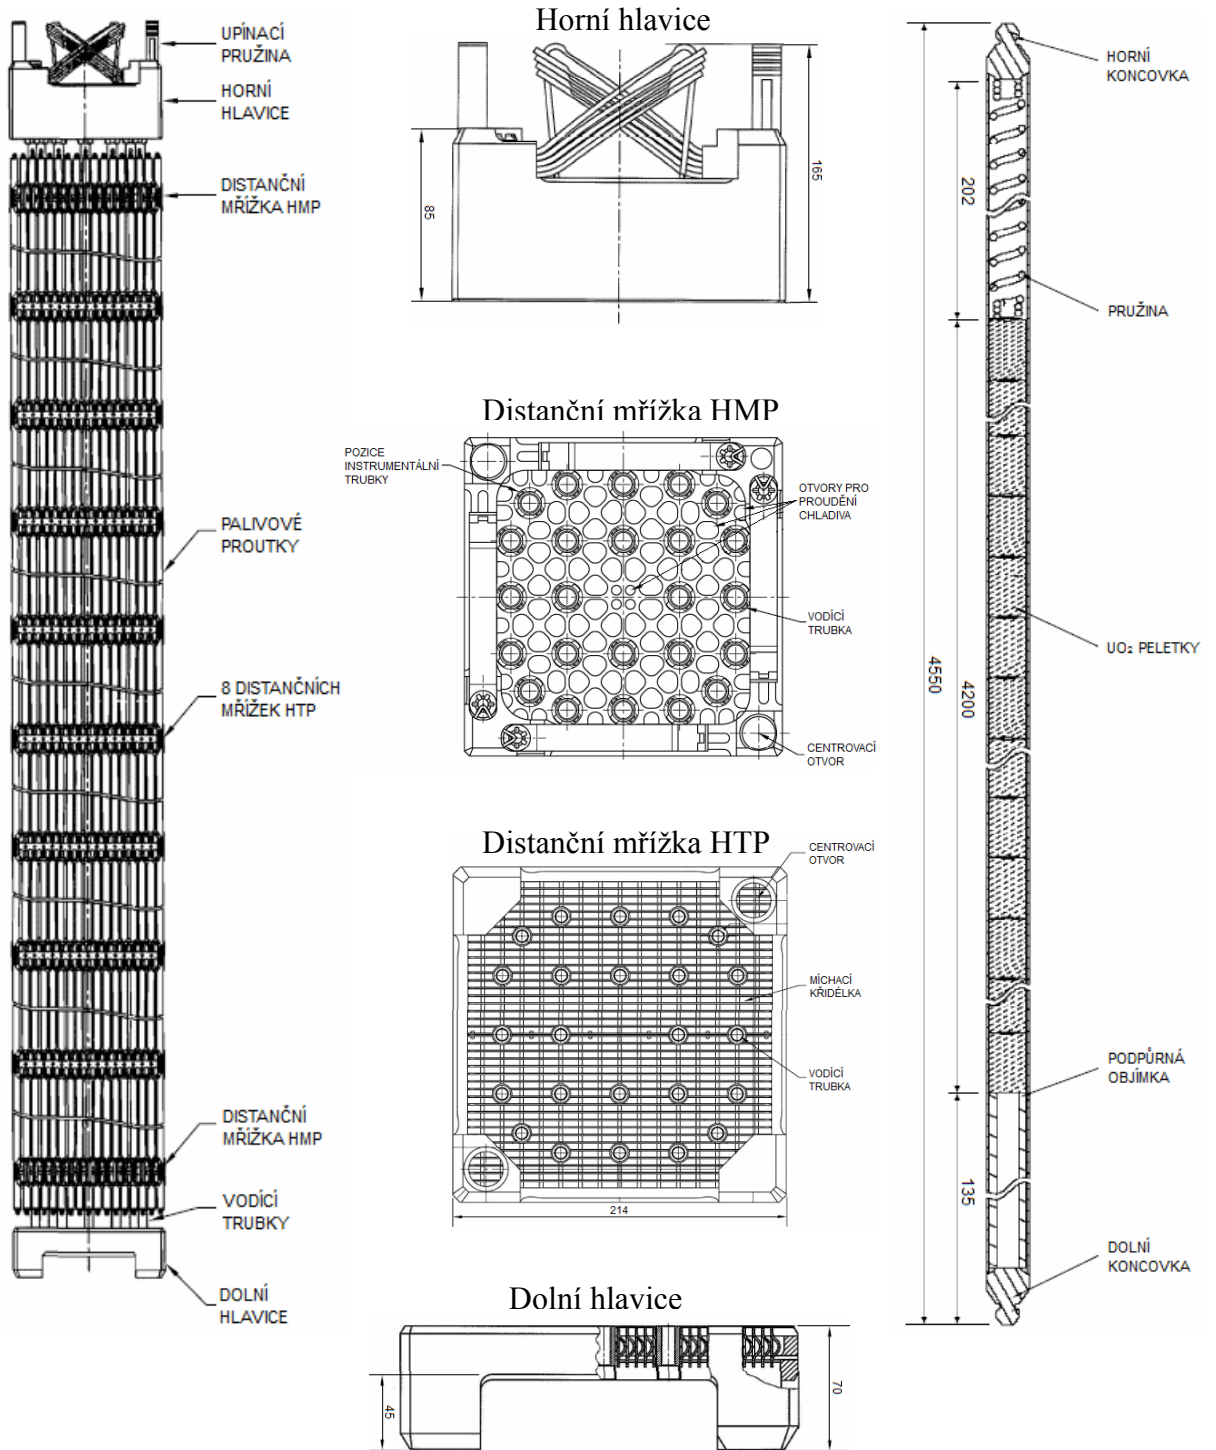 UPÍNACÍ
PRUŽINA
HORNÍ
HLAVICE
DISTANČNÍ
MŘÍŽKA HMP
PALIVOVÉ
PROUTKY
8 DISTANČNÍCH
MŘÍŽEK HTP
DISTANČNÍ
MŘÍŽKA HMP
VODÍCÍ
TRUBKY
DOLNÍ
HLAVICE
Horní hlavice
85
165
Distanční mřížka HMP
POZICE
INSTRUMENTÁLNÍ
TRUBKY
OTVORY PRO
PROUDĚNÍ
CHLADIVA
VODÍCÍ
TRUBKA
CENTROVACÍ
OTVOR
Distanční mřížka HTP
CENTROVACÍ
OTVOR
MÍCHACÍ
KŘIDÉLKA
VODÍCÍ
TRUBKA
214
Dolní hlavice
45
70
HORNÍ
KONCOVKA
202
PRUŽINA
UO₂ PELETKY
4550
4200
PODPŮRNÁ
OBJÍMKA
135
DOLNÍ
KONCOVKA